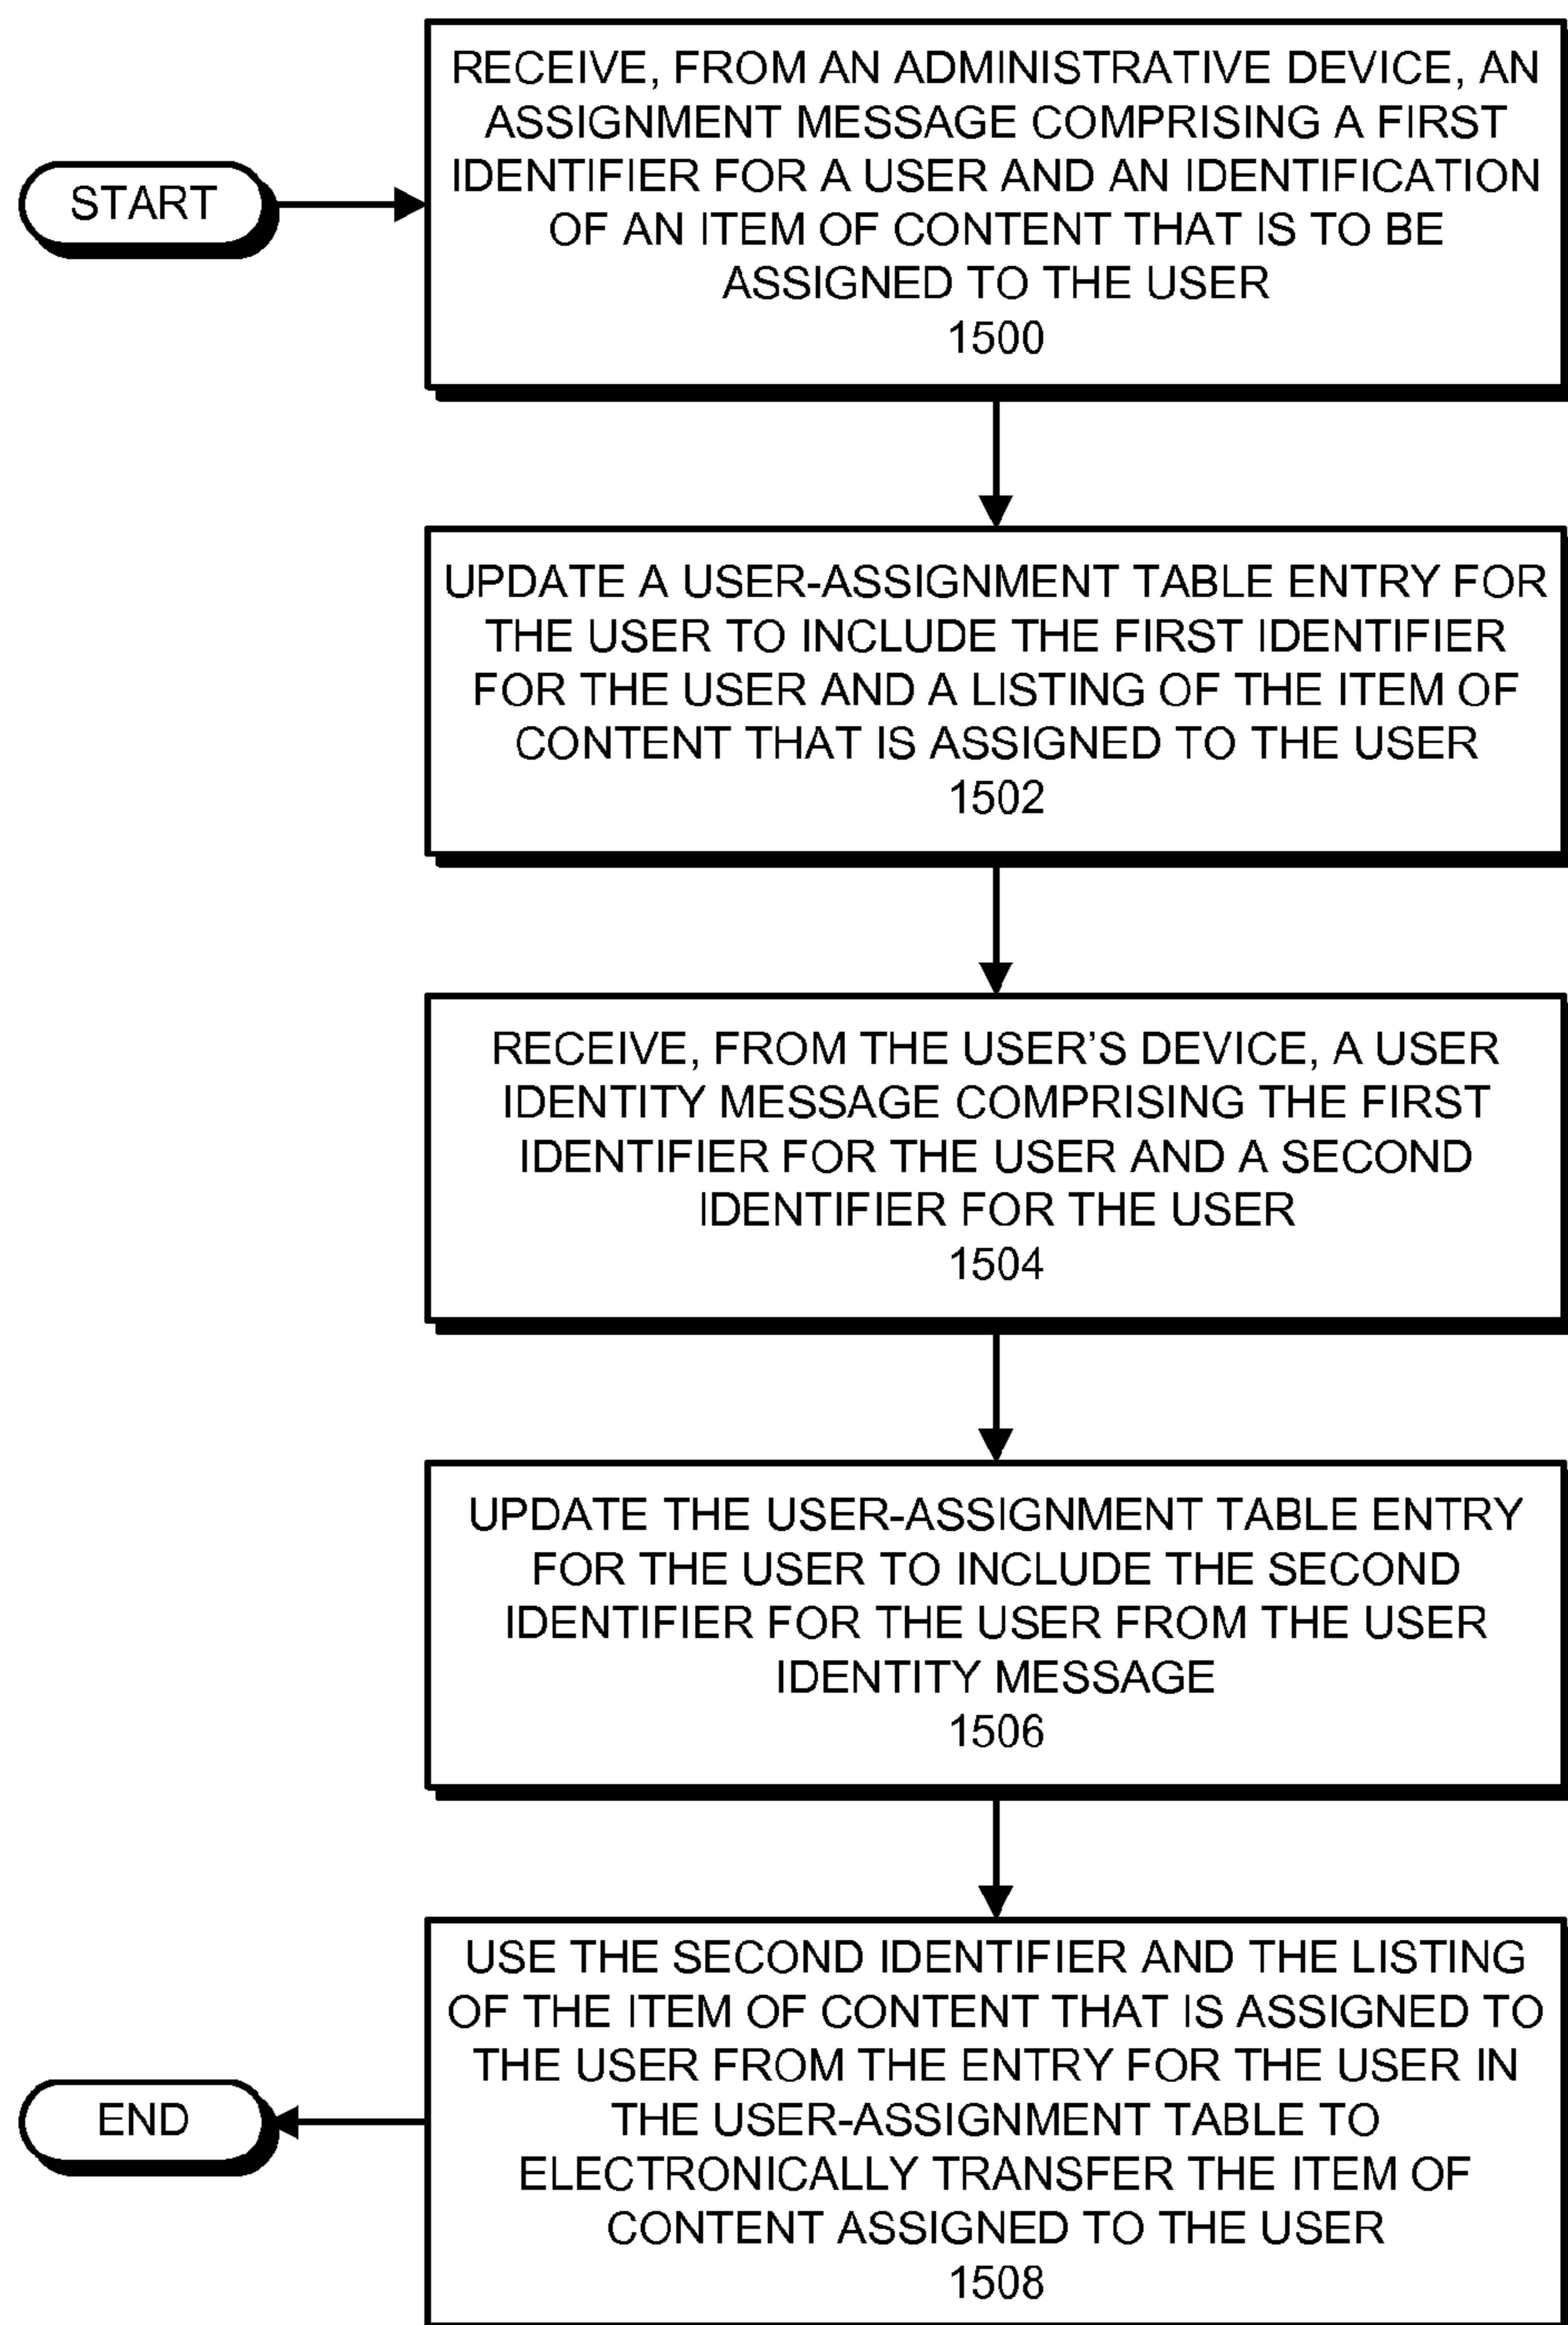 START
RECEIVE, FROM AN ADMINISTRATIVE DEVICE, AN
ASSIGNMENT MESSAGE COMPRISING A FIRST
IDENTIFIER FOR A USER AND AN IDENTIFICATION
OF AN ITEM OF CONTENT THAT IS TO BE
ASSIGNED TO THE USER
1500
UPDATE A USER-ASSIGNMENT TABLE ENTRY FOR
THE USER TO INCLUDE THE FIRST IDENTIFIER
FOR THE USER AND A LISTING OF THE ITEM OF
CONTENT THAT IS ASSIGNED TO THE USER
1502
RECEIVE, FROM THE USER’S DEVICE, A USER
IDENTITY MESSAGE COMPRISING THE FIRST
IDENTIFIER FOR THE USER AND A SECOND
IDENTIFIER FOR THE USER
1504
UPDATE THE USER-ASSIGNMENT TABLE ENTRY
FOR THE USER TO INCLUDE THE SECOND
IDENTIFIER FOR THE USER FROM THE USER
IDENTITY MESSAGE
1506
USE THE SECOND IDENTIFIER AND THE LISTING
OF THE ITEM OF CONTENT THAT IS ASSIGNED TO
THE USER FROM THE ENTRY FOR THE USER IN
THE USER-ASSIGNMENT TABLE TO
ELECTRONICALLY TRANSFER THE ITEM OF
CONTENT ASSIGNED TO THE USER
1508
END